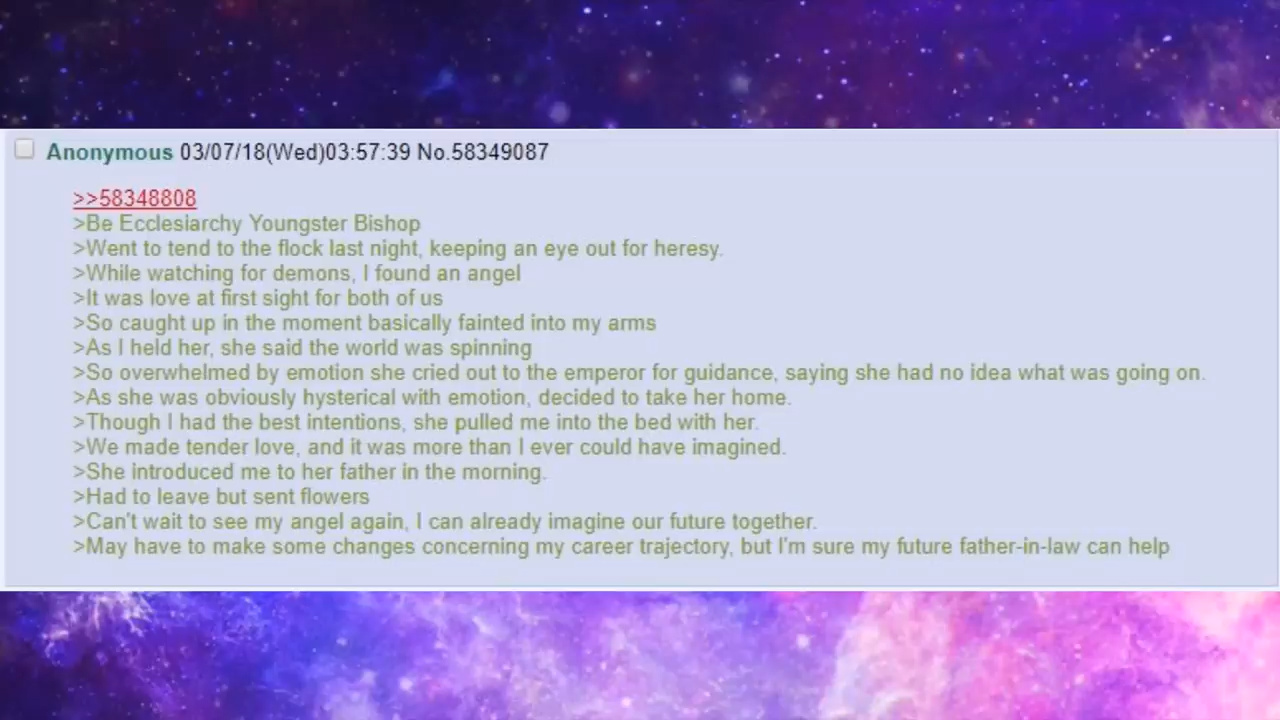 Anonymous 03/07/18(Wed)03:57:39 No.58349087
>>58348808
>Be Ecclesiarchy Youngster Bishop
>Went to tend to the flock last night, keeping an eye out for heresy.
>While watching for demons, I found an angel
>It was love at first sight for both of us
>So caught up in the moment basically fainted into my arms
>As I held her, she said the world was spinning
>So overwhelmed by emotion she cried out to the emperor for guidance, saying she had no idea what was going on.
>As she was obviously hysterical with emotion, decided to take her home.
>Though I had the best intentions, she pulled me into the bed with her.
>We made tender love, and it was more than I ever could have imagined.
>She introduced me to her father in the morning.
>Had to leave but sent flowers
>Can't wait to see my angel again, I can already imagine our future together.
>May have to make some changes concerning my career trajectory, but I'm sure my future father-in-law can help